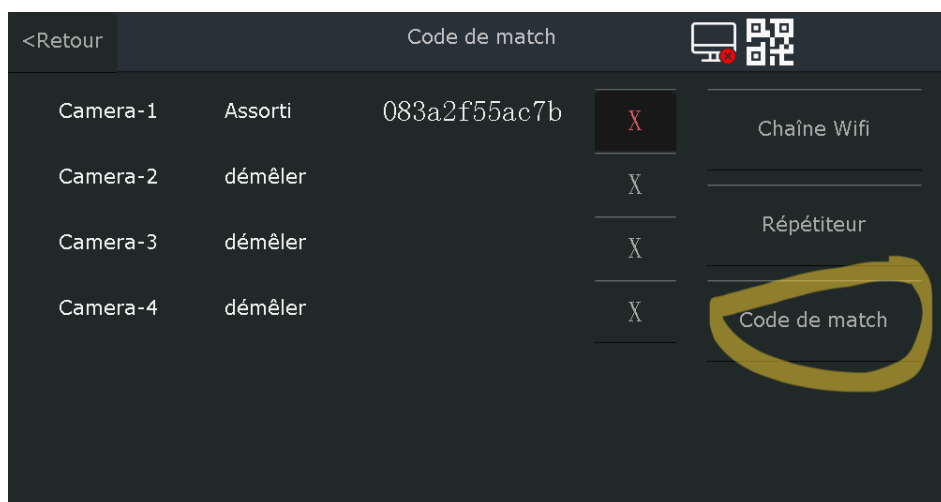 <Retour Code de match
Camera-1 Assorti 083a2f55ac7b X
Chaîne Wifi
Camera-2 démêler X
Répétiteur
Camera-3 démêler X
Camera-4 démêler X
Code de match